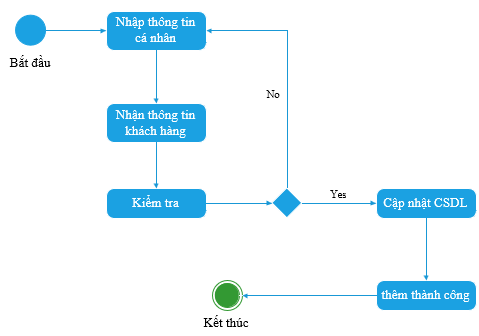 Nhập thông tin
cá nhân
Bắt đầu
No
Nhận thông tin
khách hàng
Kiểm tra
Yes
Cập nhật CSDL
thêm thành công
Kết thúc